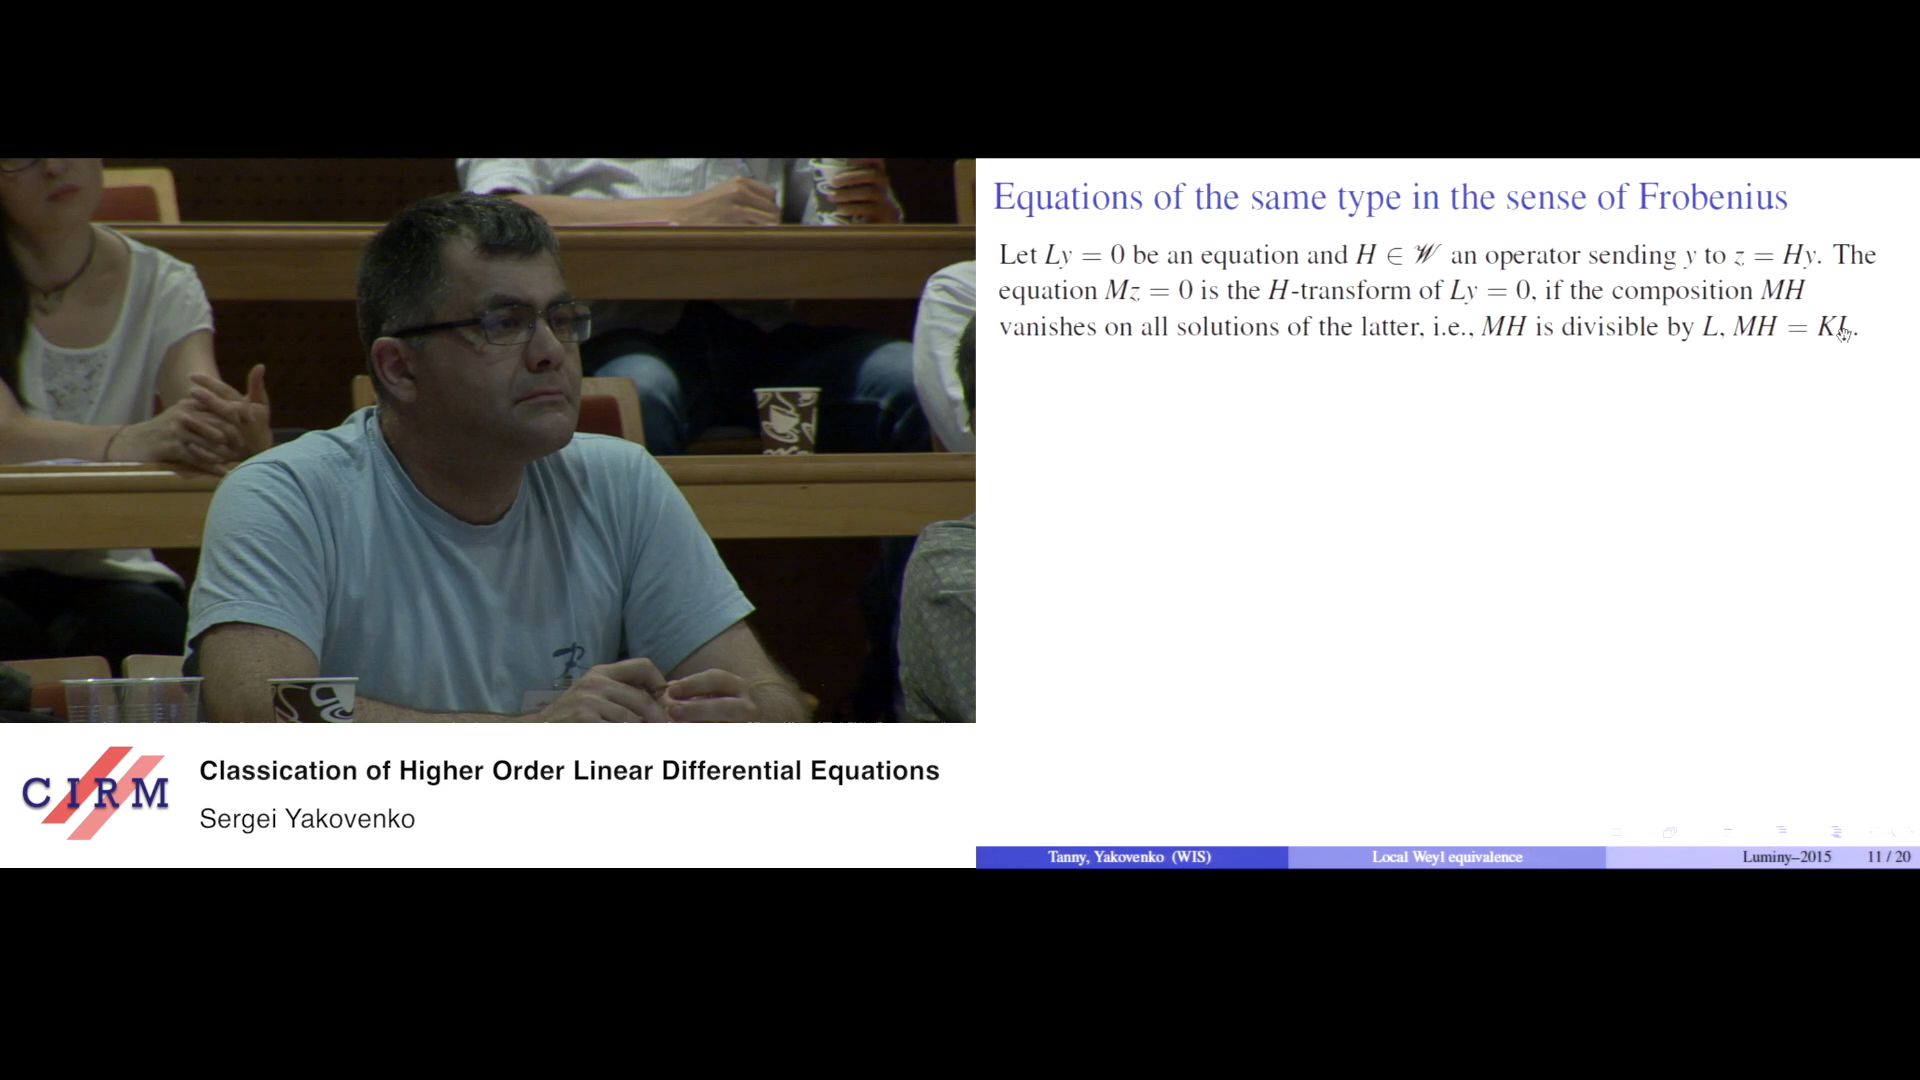 Equations of the same type in the sense of Frobenius
Let Ly = 0 be an equation and H ∈ 𝒲 an operator sending y to z = Hy. The
equation Mz = 0 is the H-transform of Ly = 0, if the composition MH
vanishes on all solutions of the latter, i.e., MH is divisible by L, MH = KL.
CIRM
Classication of Higher Order Linear Differential Equations
Sergei Yakovenko
Tanny, Yakovenko (WIS) Local Weyl equivalence Luminy–2015 11 / 20